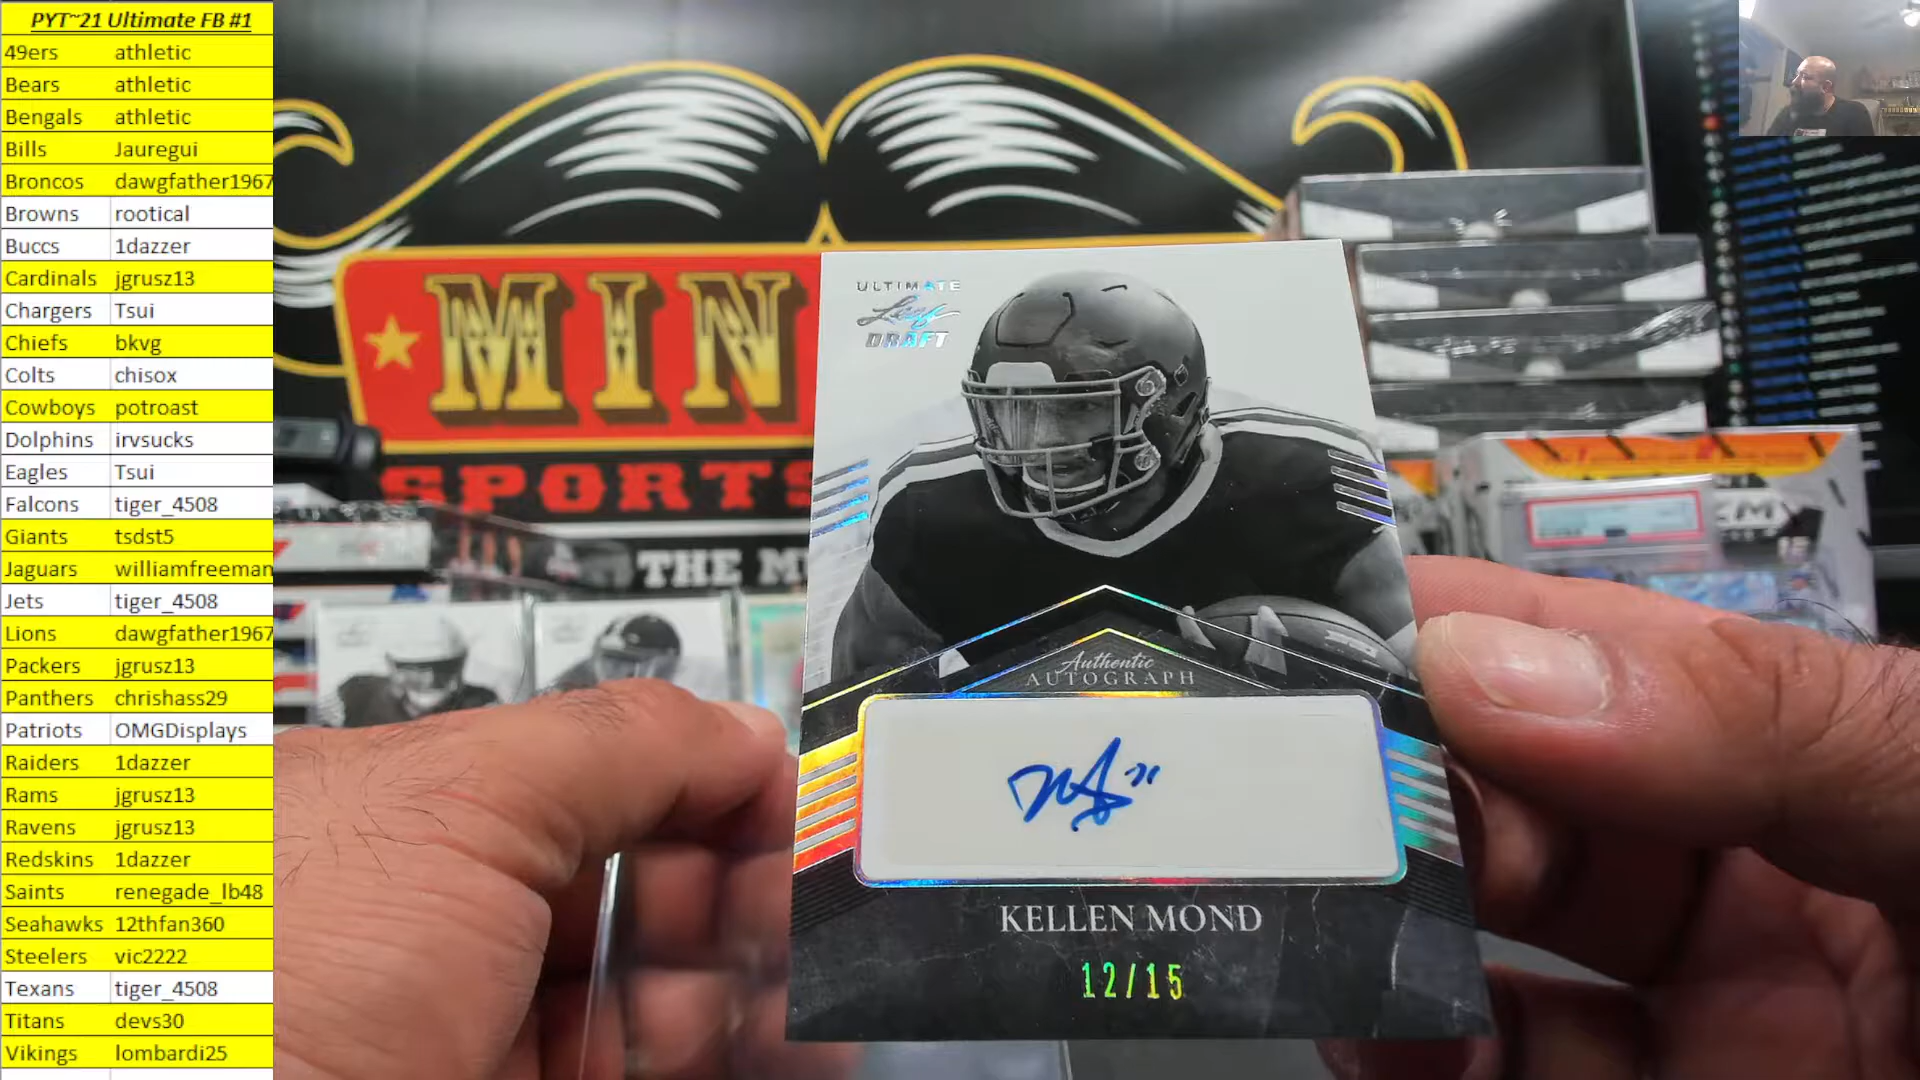 PYT~21 Ultimate FB #1
49ers athletic
Bears athletic
Bengals athletic
Bills Jauregui
Broncos dawgfather1967
Browns rootical
Buccs 1dazzer
Cardinals jgrusz13
Chargers Tsui
Chiefs bkvg
Colts chisox
Cowboys potroast
Dolphins irvsucks
Eagles Tsui
Falcons tiger_4508
Giants tsdst5
Jaguars williamfreeman
Jets tiger_4508
Lions dawgfather1967
Packers jgrusz13
Panthers chrishass29
Patriots OMGDisplays
Raiders 1dazzer
Rams jgrusz13
Ravens jgrusz13
Redskins 1dazzer
Saints renegade_lb48
Seahawks 12thfan360
Steelers vic2222
Texans tiger_4508
Titans devs30
Vikings lombardi25
MIN
SPORTS
THE M
ULTIMATE
Leaf
DRAFT
Authentic
AUTOGRAPH
KELLEN MOND
12/15